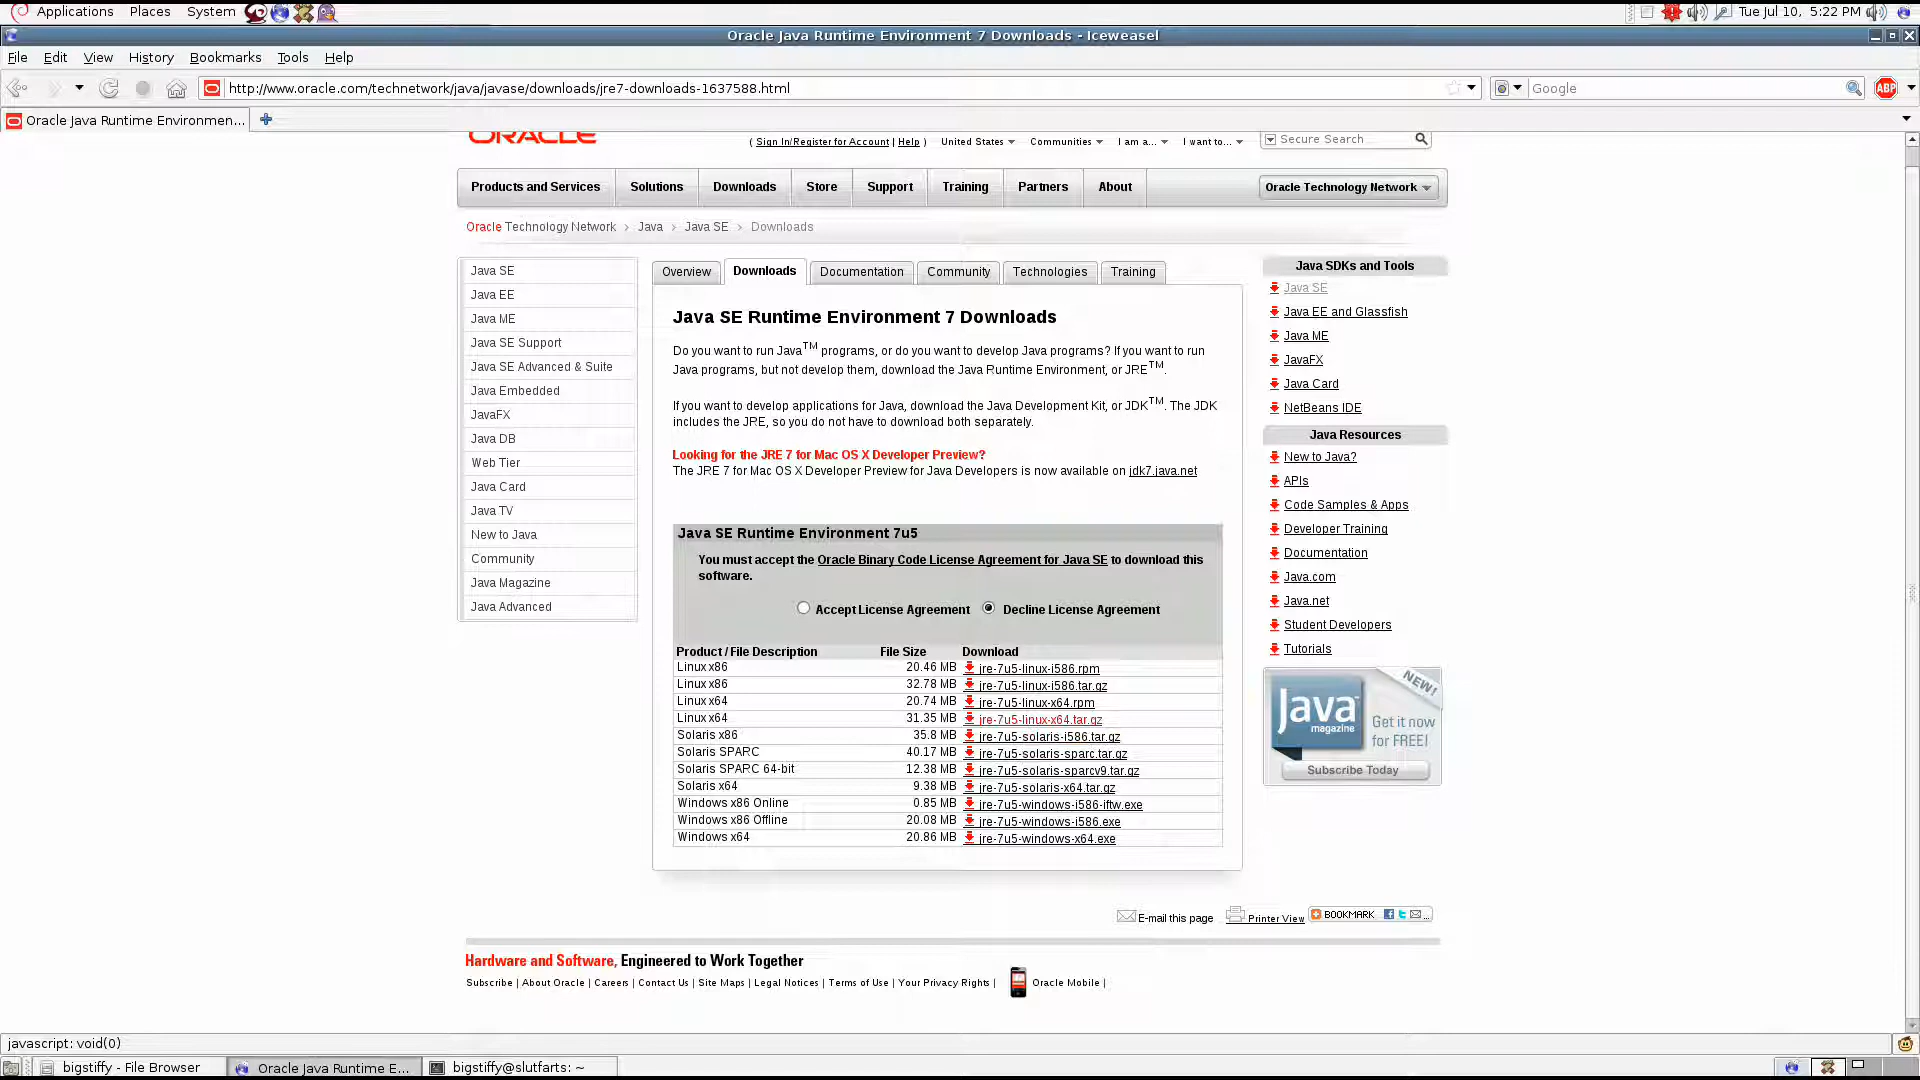 Applications Places System Tue Jul 10, 5:22 PM
Oracle Java Runtime Environment 7 Downloads - Iceweasel
File Edit View History Bookmarks Tools Help
http://www.oracle.com/technetwork/java/javase/downloads/jre7-downloads-1637588.html Google ABP
Oracle Java Runtime Environmen...
ORACLE ( Sign In/Register for Account | Help ) United States Communities I am a... I want to... Secure Search
Products and Services Solutions Downloads Store Support Training Partners About Oracle Technology Network
Oracle Technology Network > Java > Java SE > Downloads
Java SE
Java EE
Java ME
Java SE Support
Java SE Advanced & Suite
Java Embedded
JavaFX
Java DB
Web Tier
Java Card
Java TV
New to Java
Community
Java Magazine
Java Advanced
Overview Downloads Documentation Community Technologies Training
Java SE Runtime Environment 7 Downloads
Do you want to run Java™ programs, or do you want to develop Java programs? If you want to run
Java programs, but not develop them, download the Java Runtime Environment, or JRE™.
If you want to develop applications for Java, download the Java Development Kit, or JDK™. The JDK
includes the JRE, so you do not have to download both separately.
Looking for the JRE 7 for Mac OS X Developer Preview?
The JRE 7 for Mac OS X Developer Preview for Java Developers is now available on jdk7.java.net
Java SE Runtime Environment 7u5
You must accept the Oracle Binary Code License Agreement for Java SE to download this
software.
Accept License Agreement Decline License Agreement
Product / File Description File Size Download
Linux x86 20.46 MB jre-7u5-linux-i586.rpm
Linux x86 32.78 MB jre-7u5-linux-i586.tar.gz
Linux x64 20.74 MB jre-7u5-linux-x64.rpm
Linux x64 31.35 MB jre-7u5-linux-x64.tar.gz
Solaris x86 35.8 MB jre-7u5-solaris-i586.tar.gz
Solaris SPARC 40.17 MB jre-7u5-solaris-sparc.tar.gz
Solaris SPARC 64-bit 12.38 MB jre-7u5-solaris-sparcv9.tar.gz
Solaris x64 9.38 MB jre-7u5-solaris-x64.tar.gz
Windows x86 Online 0.85 MB jre-7u5-windows-i586-iftw.exe
Windows x86 Offline 20.08 MB jre-7u5-windows-i586.exe
Windows x64 20.86 MB jre-7u5-windows-x64.exe
Java SDKs and Tools
Java SE
Java EE and Glassfish
Java ME
JavaFX
Java Card
NetBeans IDE
Java Resources
New to Java?
APIs
Code Samples & Apps
Developer Training
Documentation
Java.com
Java.net
Student Developers
Tutorials
NEW!
Java magazine
Get it now
for FREE!
Subscribe Today
E-mail this page Printer View BOOKMARK ...
Hardware and Software, Engineered to Work Together
Subscribe | About Oracle | Careers | Contact Us | Site Maps | Legal Notices | Terms of Use | Your Privacy Rights | Oracle Mobile |
javascript: void(0)
bigstiffy - File Browser Oracle Java Runtime E... bigstiffy@slutfarts: ~